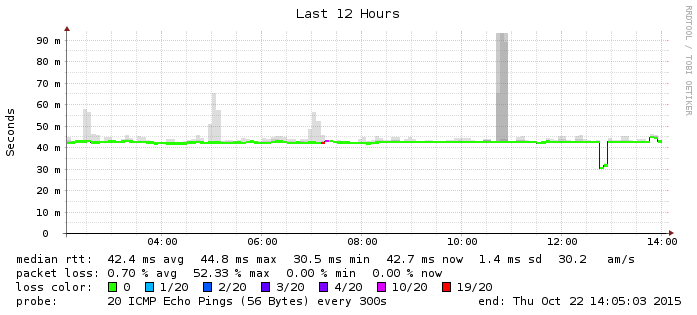 Last 12 Hours
RRDTOOL / TOBI OETIKER
Seconds
90 m
80 m
70 m
60 m
50 m
40 m
30 m
20 m
10 m
0
04:00 06:00 08:00 10:00 12:00 14:00
median rtt: 42.4 ms avg 44.8 ms max 30.5 ms min 42.7 ms now 1.4 ms sd 30.2 am/s
packet loss: 0.70 % avg 52.33 % max 0.00 % min 0.00 % now
loss color: 0 1/20 2/20 3/20 4/20 10/20 19/20
probe: 20 ICMP Echo Pings (56 Bytes) every 300s end: Thu Oct 22 14:05:03 2015